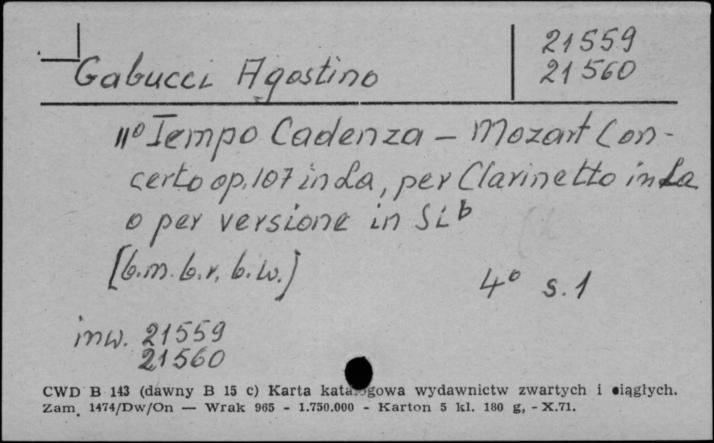 21559
Gabucci Agostino 21560
II° Tempo Cadenza – Mozart Con-
certo op. 107 in La, per Clarinetto in La
o per versione in Si b
[b.m. b.r. b.w.]
4° s. 1
inw. 21559
21560
CWD B 143 (dawny B 15 c) Karta katalogowa wydawnictw zwartych i ciągłych.
Zam. 1474/Dw/On — Wrak 965 - 1.750.000 - Karton 5 kl. 180 g, - X.71.